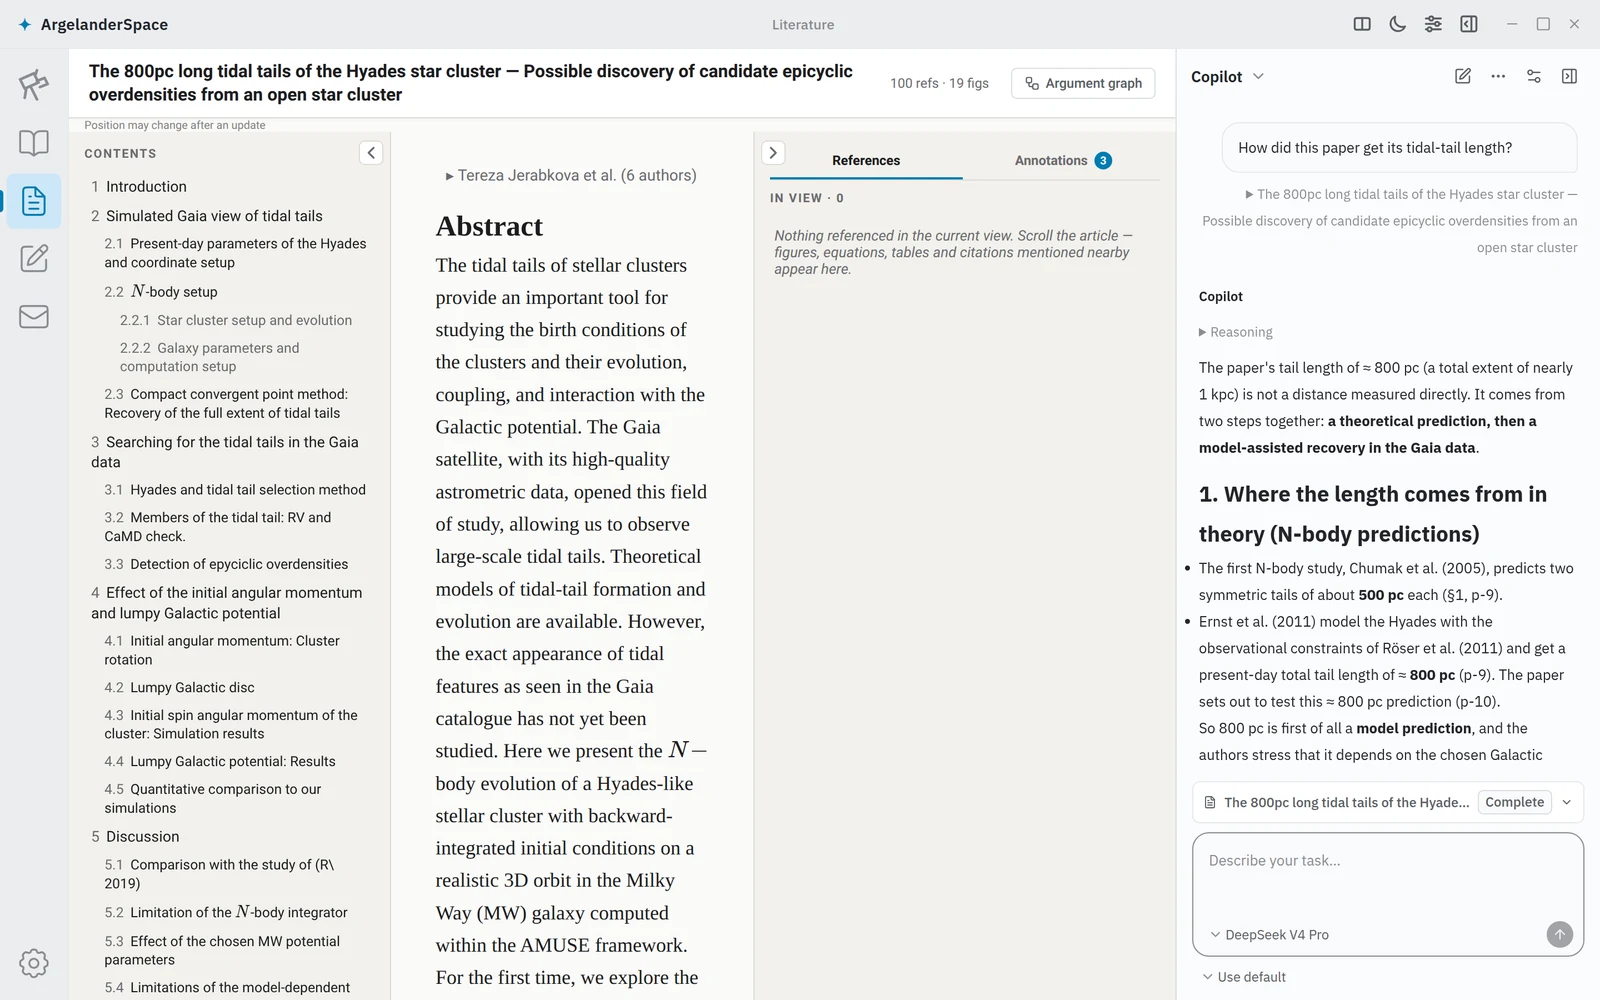 ArgelanderSpace
Literature
The 800pc long tidal tails of the Hyades star cluster — Possible discovery of candidate epicyclic
overdensities from an open star cluster
100 refs · 19 figs
Argument graph
Position may change after an update
CONTENTS
1 Introduction
2 Simulated Gaia view of tidal tails
2.1 Present-day parameters of the Hyades
and coordinate setup
2.2 N-body setup
2.2.1 Star cluster setup and evolution
2.2.2 Galaxy parameters and
computation setup
2.3 Compact convergent point method:
Recovery of the full extent of tidal tails
3 Searching for the tidal tails in the Gaia
data
3.1 Hyades and tidal tail selection method
3.2 Members of the tidal tail: RV and
CaMD check.
3.3 Detection of epyciclic overdensities
4 Effect of the initial angular momentum
and lumpy Galactic potential
4.1 Initial angular momentum: Cluster
rotation
4.2 Lumpy Galactic disc
4.3 Initial spin angular momentum of the
cluster: Simulation results
4.4 Lumpy Galactic potential: Results
4.5 Quantitative comparison to our
simulations
5 Discussion
5.1 Comparison with the study of (R\
2019)
5.2 Limitation of the N-body integrator
5.3 Effect of the chosen MW potential
parameters
5.4 Limitations of the model-dependent
Tereza Jerabkova et al. (6 authors)
Abstract
The tidal tails of stellar clusters
provide an important tool for
studying the birth conditions of
the clusters and their evolution,
coupling, and interaction with the
Galactic potential. The Gaia
satellite, with its high-quality
astrometric data, opened this field
of study, allowing us to observe
large-scale tidal tails. Theoretical
models of tidal-tail formation and
evolution are available. However,
the exact appearance of tidal
features as seen in the Gaia
catalogue has not yet been
studied. Here we present the N—
body evolution of a Hyades-like
stellar cluster with backward-
integrated initial conditions on a
realistic 3D orbit in the Milky
Way (MW) galaxy computed
within the AMUSE framework.
For the first time, we explore the
References
Annotations 3
IN VIEW · 0
Nothing referenced in the current view. Scroll the article —
figures, equations, tables and citations mentioned nearby
appear here.
Copilot
How did this paper get its tidal-tail length?
The 800pc long tidal tails of the Hyades star cluster —
Possible discovery of candidate epicyclic overdensities from an
open star cluster
Copilot
Reasoning
The paper's tail length of ≈ 800 pc (a total extent of nearly
1 kpc) is not a distance measured directly. It comes from
two steps together: a theoretical prediction, then a
model-assisted recovery in the Gaia data.
1. Where the length comes from in
theory (N-body predictions)
• The first N-body study, Chumak et al. (2005), predicts two
symmetric tails of about 500 pc each (§1, p-9).
• Ernst et al. (2011) model the Hyades with the
observational constraints of Röser et al. (2011) and get a
present-day total tail length of ≈ 800 pc (p-9). The paper
sets out to test this ≈ 800 pc prediction (p-10).
So 800 pc is first of all a model prediction, and the
authors stress that it depends on the chosen Galactic
The 800pc long tidal tails of the Hyade...
Complete
Describe your task...
DeepSeek V4 Pro
Use default